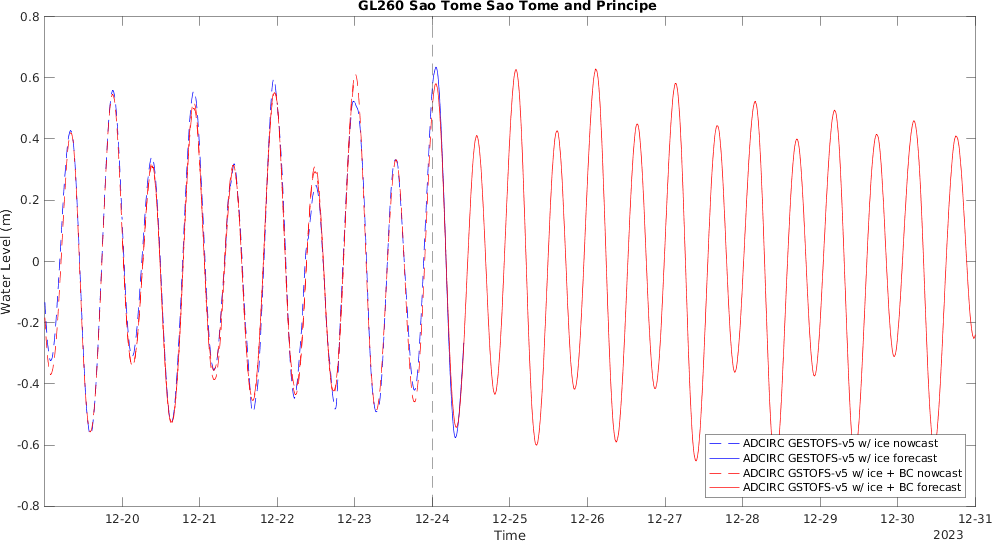 GL260 Sao Tome Sao Tome and Principe
0.8
0.6
0.4
0.2
0
-0.2
-0.4
-0.6
-0.8
Water Level (m)
ADCIRC GESTOFS-v5 w/ ice nowcast
ADCIRC GESTOFS-v5 w/ ice forecast
ADCIRC GSTOFS-v5 w/ ice + BC nowcast
ADCIRC GSTOFS-v5 w/ ice + BC forecast
12-20 12-21 12-22 12-23 12-24 12-25 12-26 12-27 12-28 12-29 12-30 12-31
Time
2023